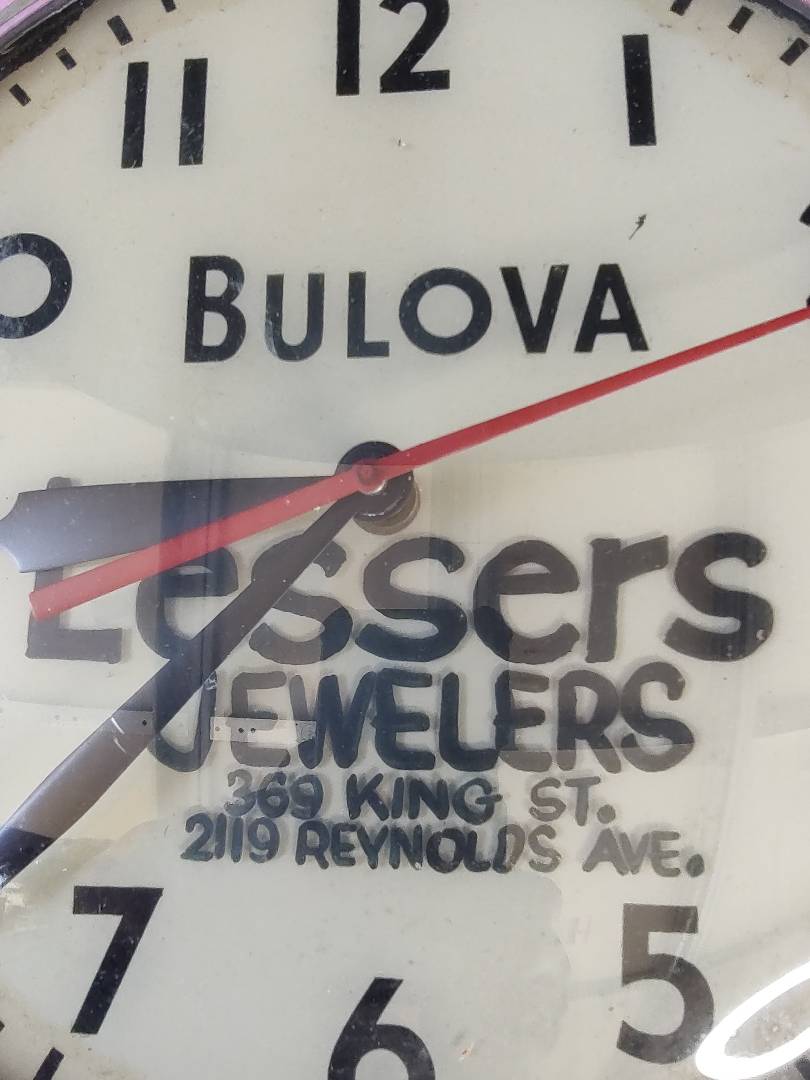 12
11 1
BULOVA
Lessers
JEWELERS
369 KING ST.
2119 REYNOLDS AVE.
7 5
6